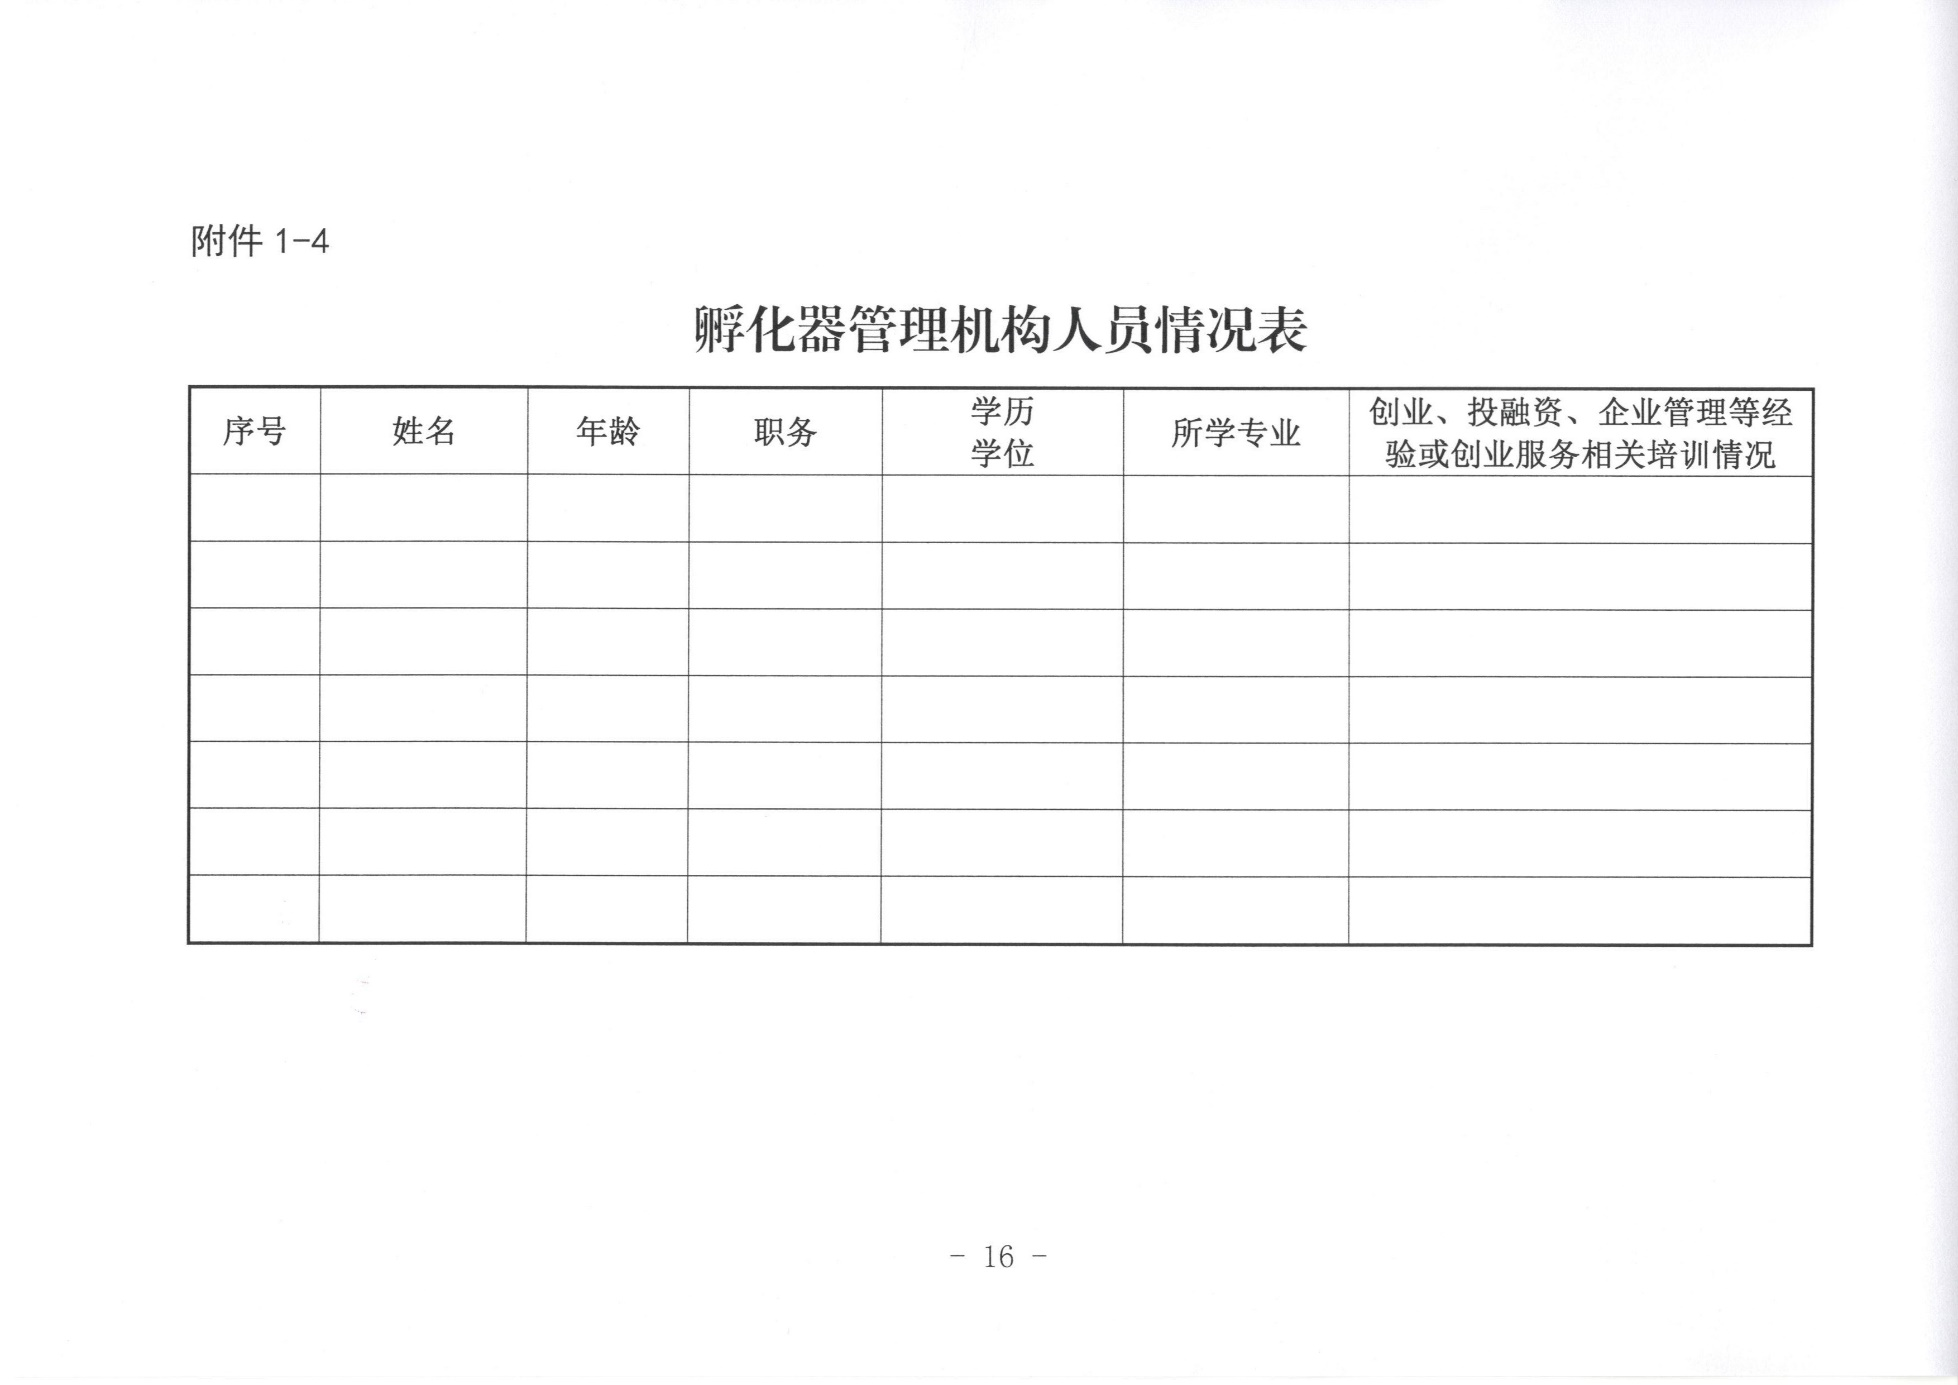 附件 1-4
孵化器管理机构人员情况表
序号
姓名
年龄
职务
学历
学位
所学专业
创业、投融资、企业管理等经
验或创业服务相关培训情况
- 16 -